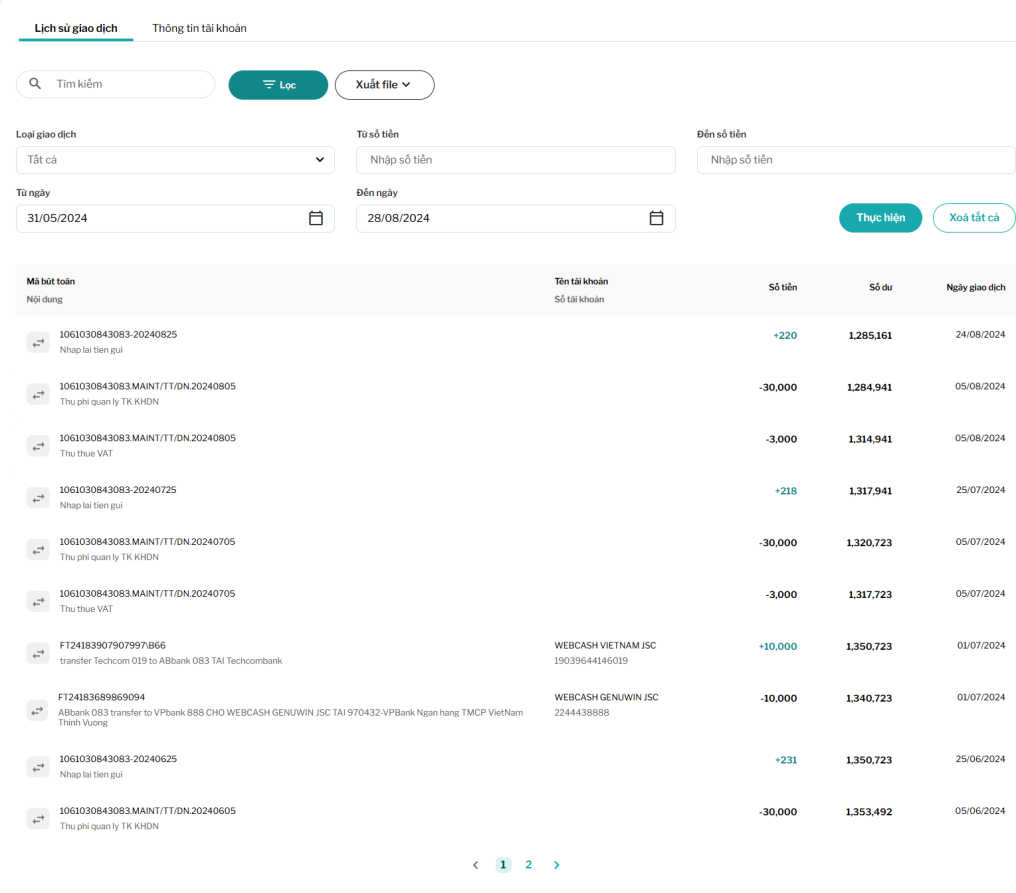 Lịch sử giao dịch Thông tin tài khoản
Tìm kiếm Lọc Xuất file
Loại giao dịch Từ số tiền Đến số tiền
Tất cả Nhập số tiền Nhập số tiền
Từ ngày Đến ngày
31/05/2024 28/08/2024 Thực hiện Xoá tất cả
Mã bút toán Tên tài khoản Số tiền Số dư Ngày giao dịch
Nội dung Số tài khoản
1061030843083-20240825 +220 1,285,161 24/08/2024
Nhap lai tien gui
1061030843083.MAINT/TT/DN.20240805 -30,000 1,284,941 05/08/2024
Thu phi quan ly TK KHDN
1061030843083.MAINT/TT/DN.20240805 -3,000 1,314,941 05/08/2024
Thu thue VAT
1061030843083-20240725 +218 1,317,941 25/07/2024
Nhap lai tien gui
1061030843083.MAINT/TT/DN.20240705 -30,000 1,320,723 05/07/2024
Thu phi quan ly TK KHDN
1061030843083.MAINT/TT/DN.20240705 -3,000 1,317,723 05/07/2024
Thu thue VAT
FT24183907907997\B66 WEBCASH VIETNAM JSC +10,000 1,350,723 01/07/2024
transfer Techcom 019 to ABbank 083 TAI Techcombank 19039644146019
FT24183689869094 WEBCASH GENUWIN JSC -10,000 1,340,723 01/07/2024
ABbank 083 transfer to VPbank 888 CHO WEBCASH GENUWIN JSC TAI 970432-VPBank Ngan hang TMCP VietNam 2244438888
Thinh Vuong
1061030843083-20240625 +231 1,350,723 25/06/2024
Nhap lai tien gui
1061030843083.MAINT/TT/DN.20240605 -30,000 1,353,492 05/06/2024
Thu phi quan ly TK KHDN
1 2